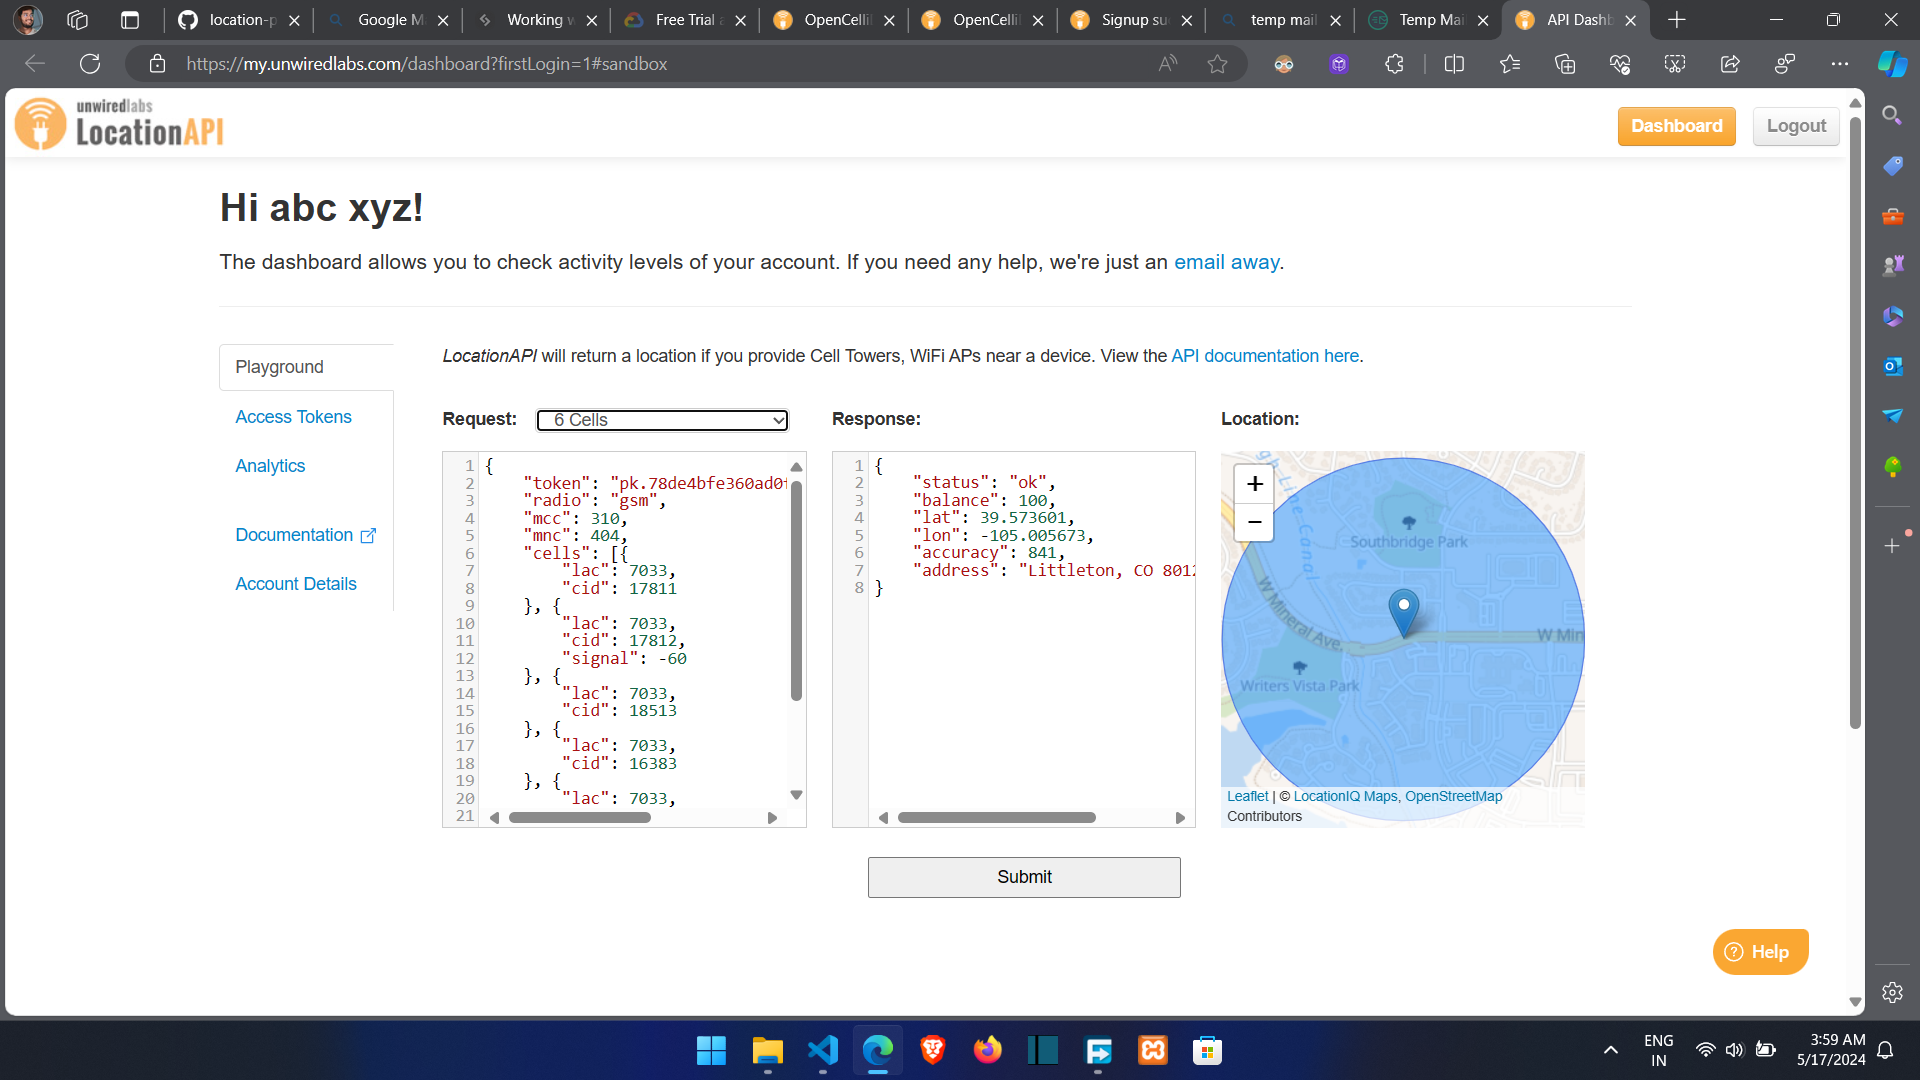 location-p
Google M
Working w
Free Trial a
OpenCelliI
OpenCelliI
Signup su
temp mail
Temp Mai
API Dashb
https://my.unwiredlabs.com/dashboard?firstLogin=1#sandbox
unwiredlabs
LocationAPI
Dashboard
Logout
Hi abc xyz!
The dashboard allows you to check activity levels of your account. If you need any help, we're just an email away.
Playground
Access Tokens
Analytics
Documentation
Account Details
LocationAPI will return a location if you provide Cell Towers, WiFi APs near a device. View the API documentation here.
Request:
6 Cells
1 {
2 "token": "pk.78de4bfe360ad0f
3 "radio": "gsm",
4 "mcc": 310,
5 "mnc": 404,
6 "cells": [{
7 "lac": 7033,
8 "cid": 17811
9 }, {
10 "lac": 7033,
11 "cid": 17812,
12 "signal": -60
13 }, {
14 "lac": 7033,
15 "cid": 18513
16 }, {
17 "lac": 7033,
18 "cid": 16383
19 }, {
20 "lac": 7033,
21
Response:
1 {
2 "status": "ok",
3 "balance": 100,
4 "lat": 39.573601,
5 "lon": -105.005673,
6 "accuracy": 841,
7 "address": "Littleton, CO 8012
8 }
Location:
+
−
High Line Canal
Southbridge Park
W Mineral Ave
W Min
Writers Vista Park
Leaflet | © LocationIQ Maps, OpenStreetMap
Contributors
Submit
Help
ENG
IN
3:59 AM
5/17/2024